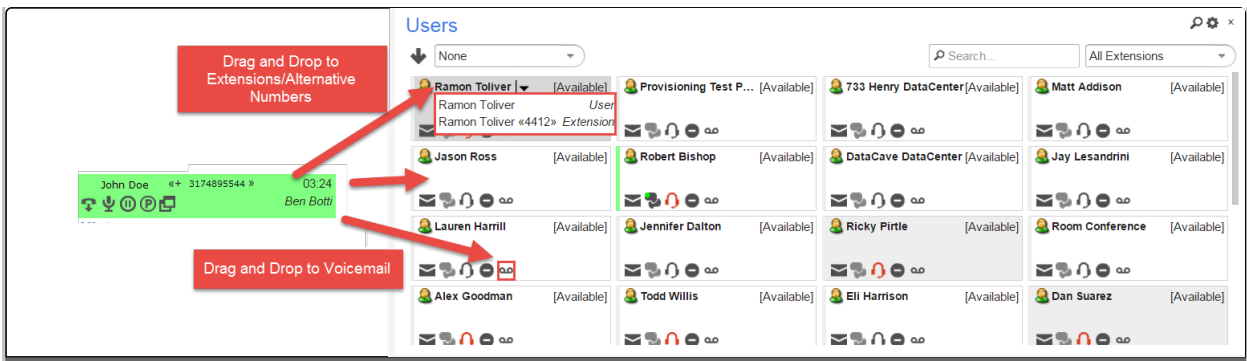 Users
×
Drag and Drop to
Extensions/Alternative
Numbers
None
Search...
All Extensions
Ramon Toliver [Available]
Ramon Toliver User
Ramon Toliver «4412» Extension
Provisioning Test P... [Available]
733 Henry DataCenter [Available]
Matt Addison [Available]
Jason Ross [Available]
Robert Bishop [Available]
DataCave DataCenter [Available]
Jay Lesandrini [Available]
John Doe «+ 3174895544 » 03:24
Ben Botti
Lauren Harrill [Available]
Jennifer Dalton [Available]
Ricky Pirtle [Available]
Room Conference [Available]
Drag and Drop to Voicemail
Alex Goodman [Available]
Todd Willis [Available]
Eli Harrison [Available]
Dan Suarez [Available]